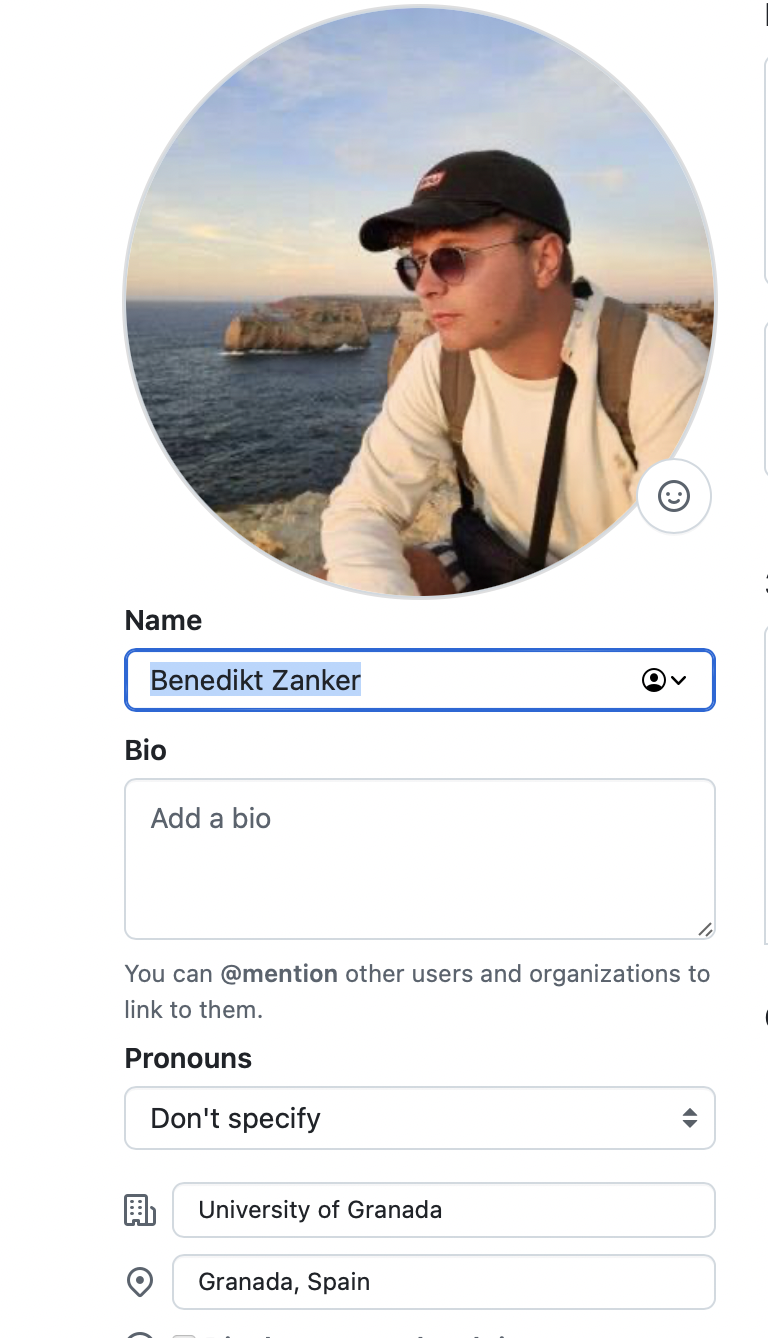 Name
Benedikt Zanker
Bio
Add a bio
You can @mention other users and organizations to
link to them.
Pronouns
Don't specify
University of Granada
Granada, Spain